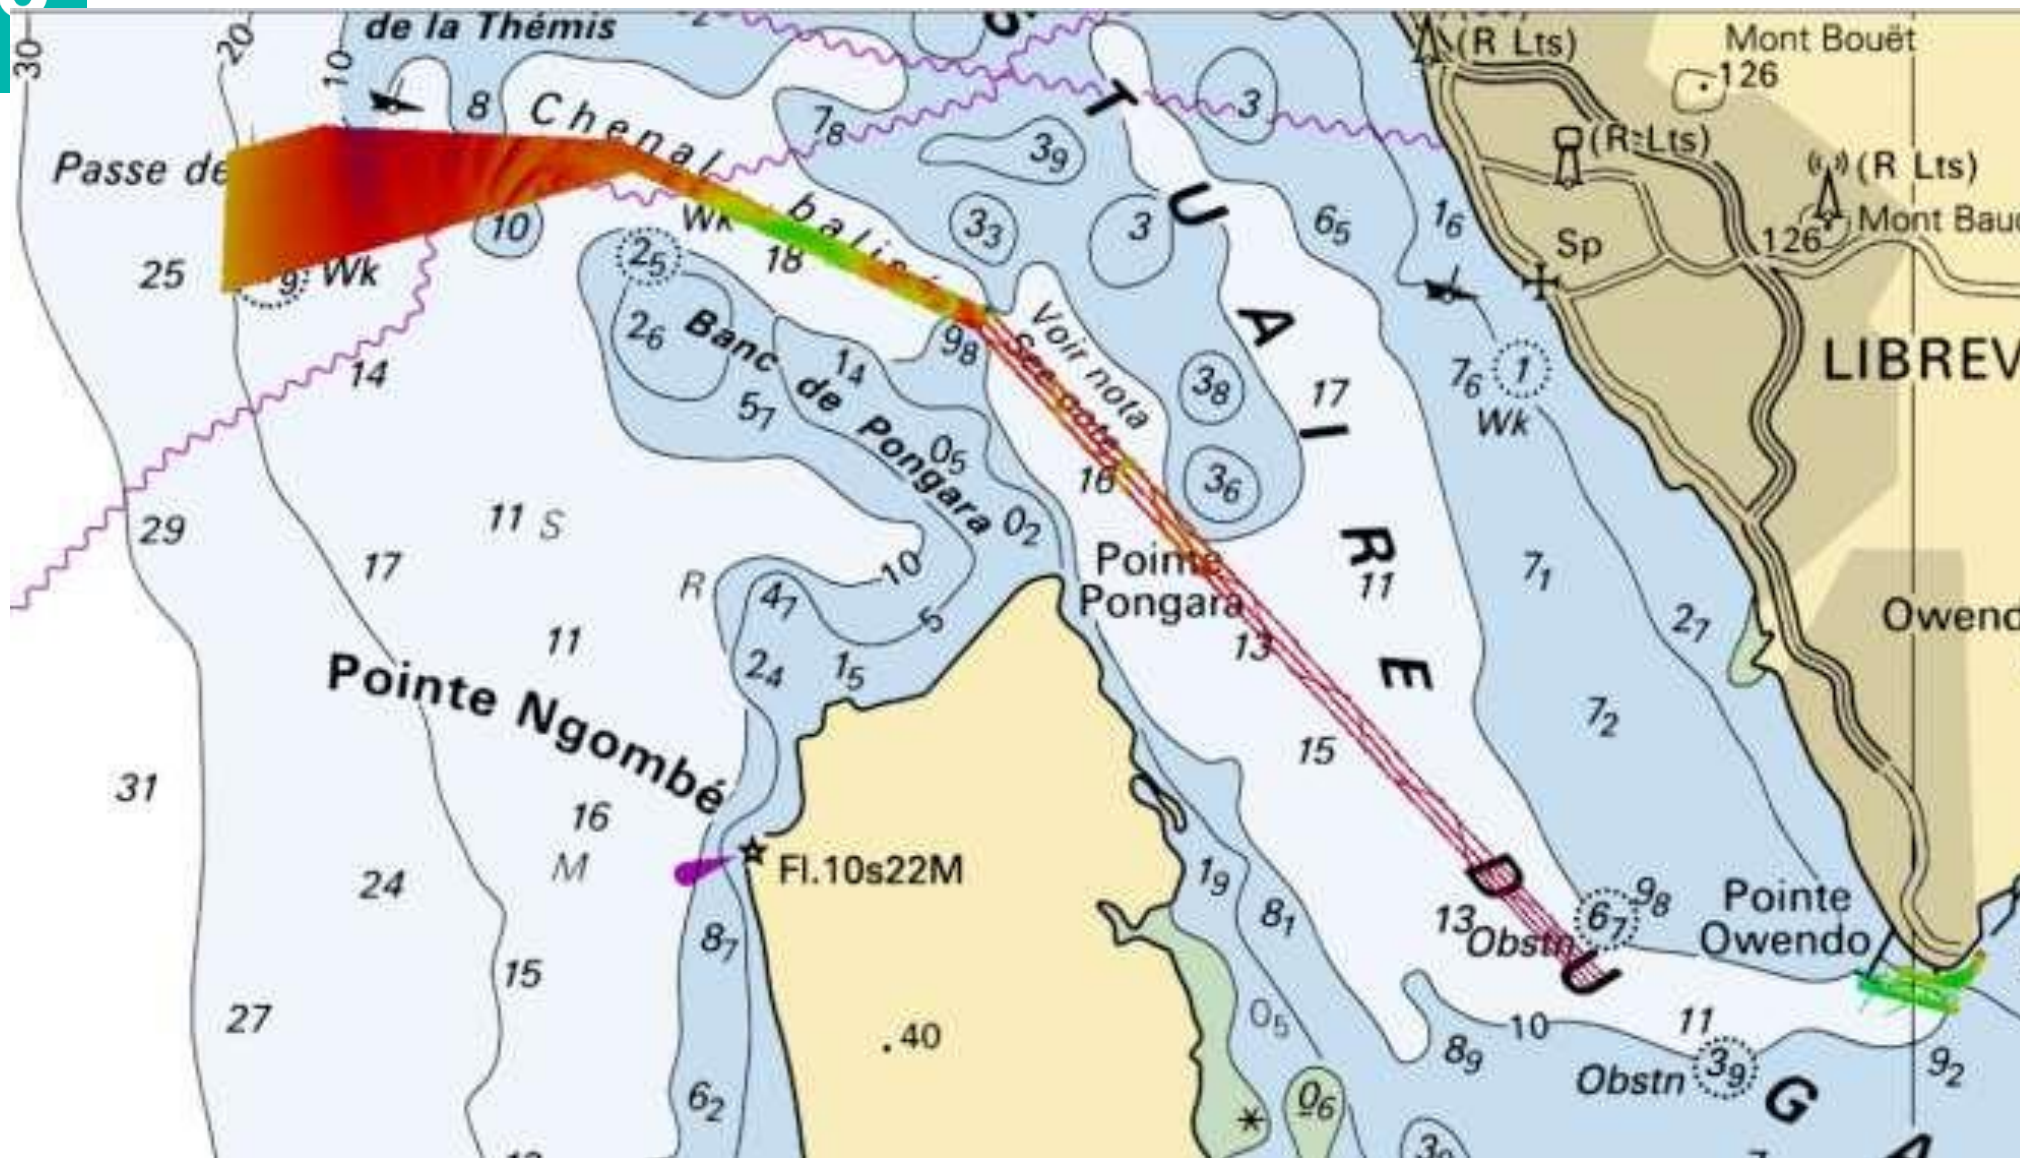 30
20
10
de la Thémis
8
Chenal
balisé
7₈
3₉
3
T
U
A
I
R
E
(R Lts)
Mont Bouët
126
(R Lts)
(R Lts)
Mont Bau
126
Sp
LIBREV
Passe de
25
9
Wk
10
Wk
18
2₅
2₆
Banc de Pongara
14
1₄
5₇
0₅
0₂
9₈
Voir nota
See note
3₃
3
6₅
1₆
3₈
3₆
17
7₆
1
Wk
16
29
17
11 S
R
10
5
4₇
2₄
1₅
11
Pointe
Pongara
13
11
7₁
2₇
Owend
7₂
15
Pointe Ngombé
31
16
M
24
Fl.10s22M
8₇
15
27
40
6₂
1₉
8₁
0₅
0₆
13
Obstn
6₇
9₈
Pointe
Owendo
10
11
8₉
Obstn
3₉
9₂
G